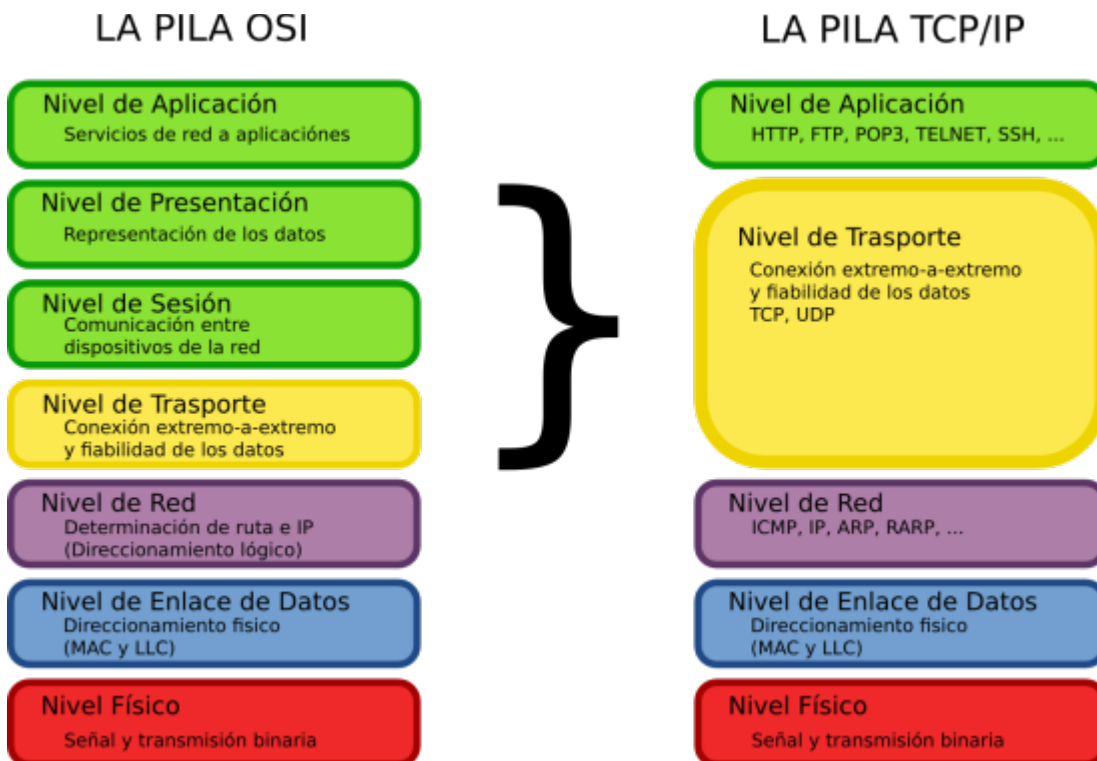 LA PILA OSI
Nivel de Aplicación
Servicios de red a aplicaciónes
Nivel de Presentación
Representación de los datos
Nivel de Sesión
Comunicación entre
dispositivos de la red
Nivel de Trasporte
Conexión extremo-a-extremo
y fiabilidad de los datos
Nivel de Red
Determinación de ruta e IP
(Direccionamiento lógico)
Nivel de Enlace de Datos
Direccionamiento fisico
(MAC y LLC)
Nivel Físico
Señal y transmisión binaria
}
LA PILA TCP/IP
Nivel de Aplicación
HTTP, FTP, POP3, TELNET, SSH, ...
Nivel de Trasporte
Conexión extremo-a-extremo
y fiabilidad de los datos
TCP, UDP
Nivel de Red
ICMP, IP, ARP, RARP, ...
Nivel de Enlace de Datos
Direccionamiento fisico
(MAC y LLC)
Nivel Físico
Señal y transmisión binaria